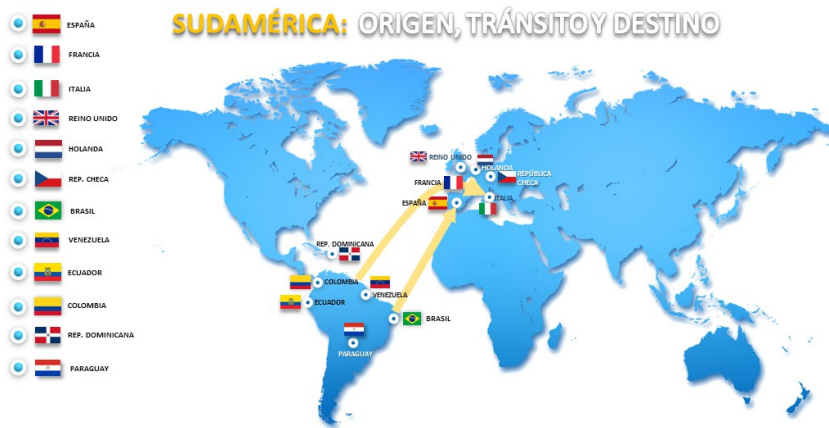 SUDAMÉRICA: ORIGEN, TRÁNSITO Y DESTINO
ESPAÑA
FRANCIA
ITALIA
REINO UNIDO
HOLANDA
REP. CHECA
BRASIL
VENEZUELA
ECUADOR
COLOMBIA
REP. DOMINICANA
PARAGUAY
REINO UNIDO
HOLANDA
REPÚBLICA
CHECA
FRANCIA
ITALIA
ESPAÑA
REP. DOMINICANA
COLOMBIA
VENEZUELA
ECUADOR
BRASIL
PARAGUAY